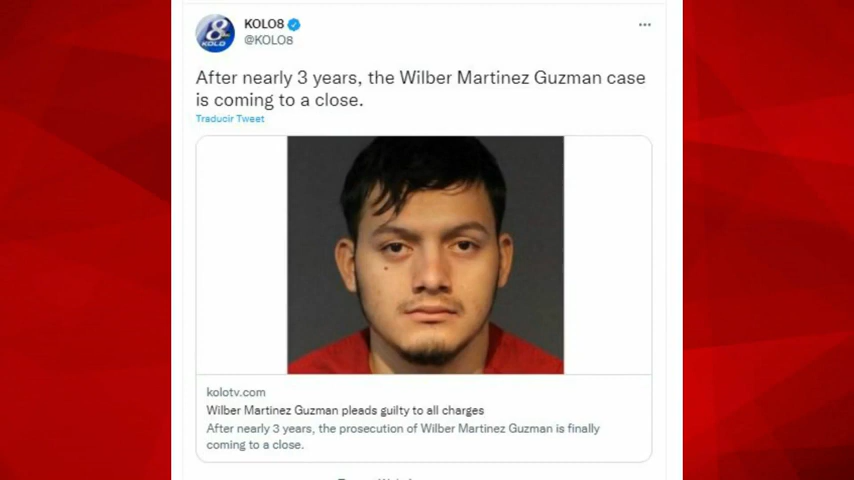 8
KOLO
KOLO8
@KOLO8
After nearly 3 years, the Wilber Martinez Guzman case
is coming to a close.
Traducir Tweet
kolotv.com
Wilber Martinez Guzman pleads guilty to all charges
After nearly 3 years, the prosecution of Wilber Martinez Guzman is finally
coming to a close.